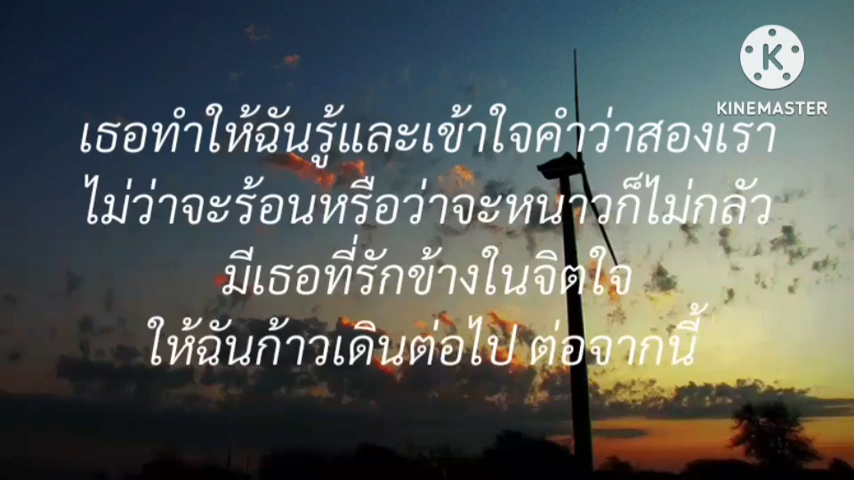 KINEMASTER
เธอทำให้ฉันรู้และเข้าใจคำว่าสองเรา
ไม่ว่าจะร้อนหรือว่าจะหนาวก็ไม่กลัว
มีเธอที่รักข้างในจิตใจ
ให้ฉันก้าวเดินต่อไป ต่อจากนี้